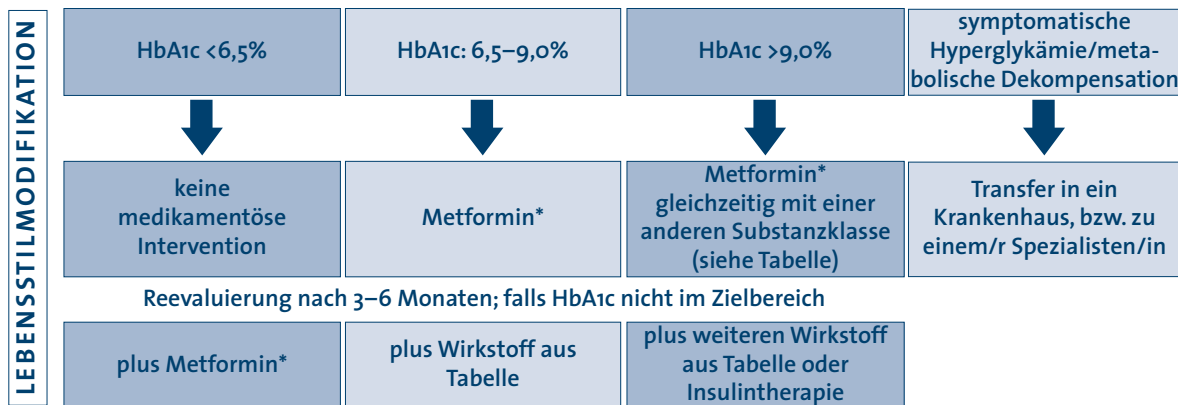 LEBENSSTILMODIFIKATION
HbA1c <6,5%
HbA1c: 6,5–9,0%
HbA1c >9,0%
symptomatische
Hyperglykämie/meta-
bolische Dekompensation
keine
medikamentöse
Intervention
Metformin*
Metformin*
gleichzeitig mit einer
anderen Substanzklasse
(siehe Tabelle)
Transfer in ein
Krankenhaus, bzw. zu
einem/r Spezialisten/in
Reevaluierung nach 3–6 Monaten; falls HbA1c nicht im Zielbereich
plus Metformin*
plus Wirkstoff aus
Tabelle
plus weiteren Wirkstoff
aus Tabelle oder
Insulintherapie